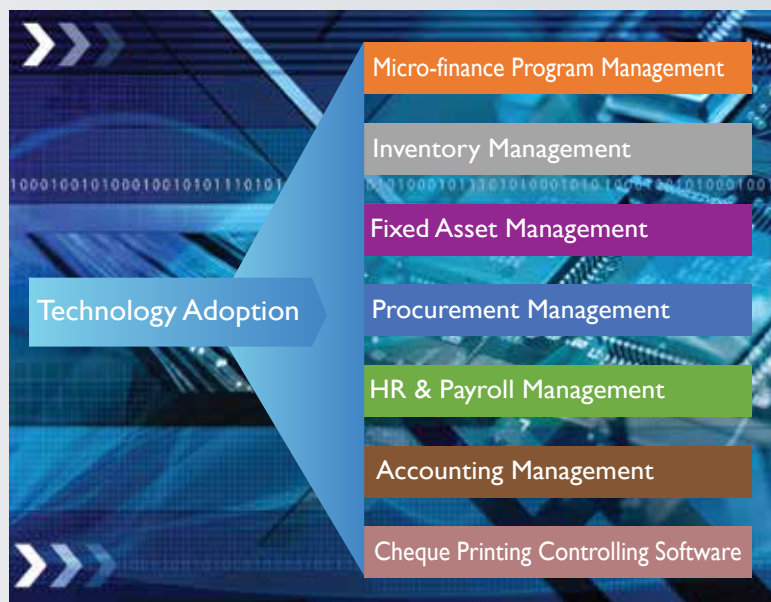 Micro-finance Program Management
Inventory Management
10001001010001001010101110101
Fixed Asset Management
Technology Adoption
Procurement Management
HR & Payroll Management
Accounting Management
Cheque Printing Controlling Software